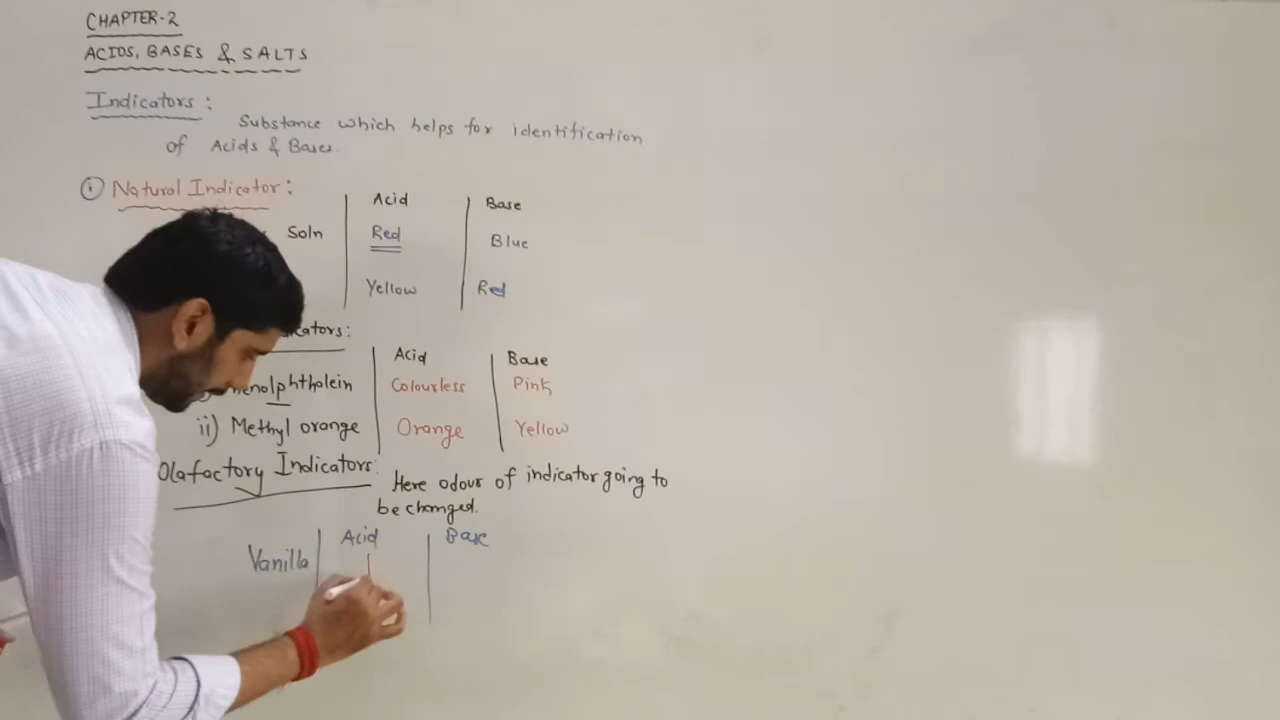 CHAPTER-2
ACIDS, BASES & SALTS
Indicators:
Substance which helps for identification
of Acids & Bases.
① Natural Indicator:
Acid Base
Soln Red Blue
Yellow Red
Acid Base
Colourless Pink
ii) Methyl orange Orange Yellow
Olafactory Indicators: Here odour of indicator going to
be changed.
Acid Base
Vanilla